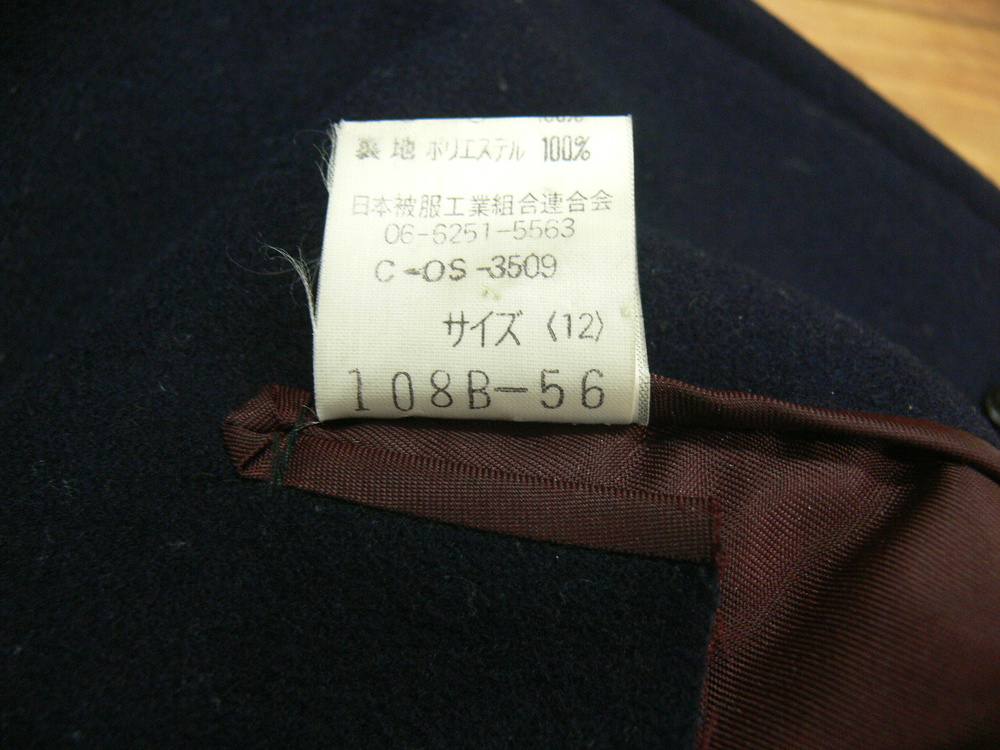 100%
裏地 ポリエステル 100%
日本被服工業組合連合会
06-6251-5563
C-OS-3509
サイズ 〈12〉
108B-56